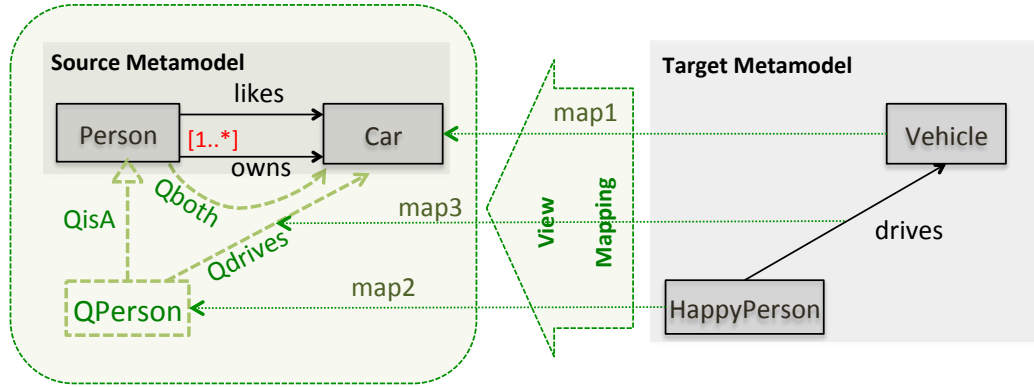 Source Metamodel
likes
Person
[1..*]
Car
owns
Qboth
QisA
Qdrives
QPerson
map1
map3
map2
View
Mapping
Target Metamodel
Vehicle
drives
HappyPerson